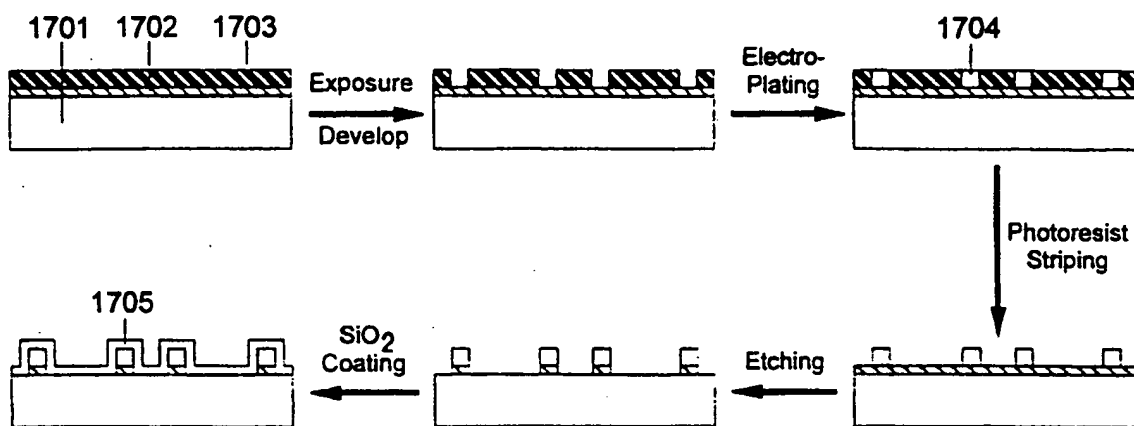 1701 1702 1703
Exposure
Develop
Electro-
Plating
1704
Photoresist
Striping
1705
SiO2
Coating
Etching